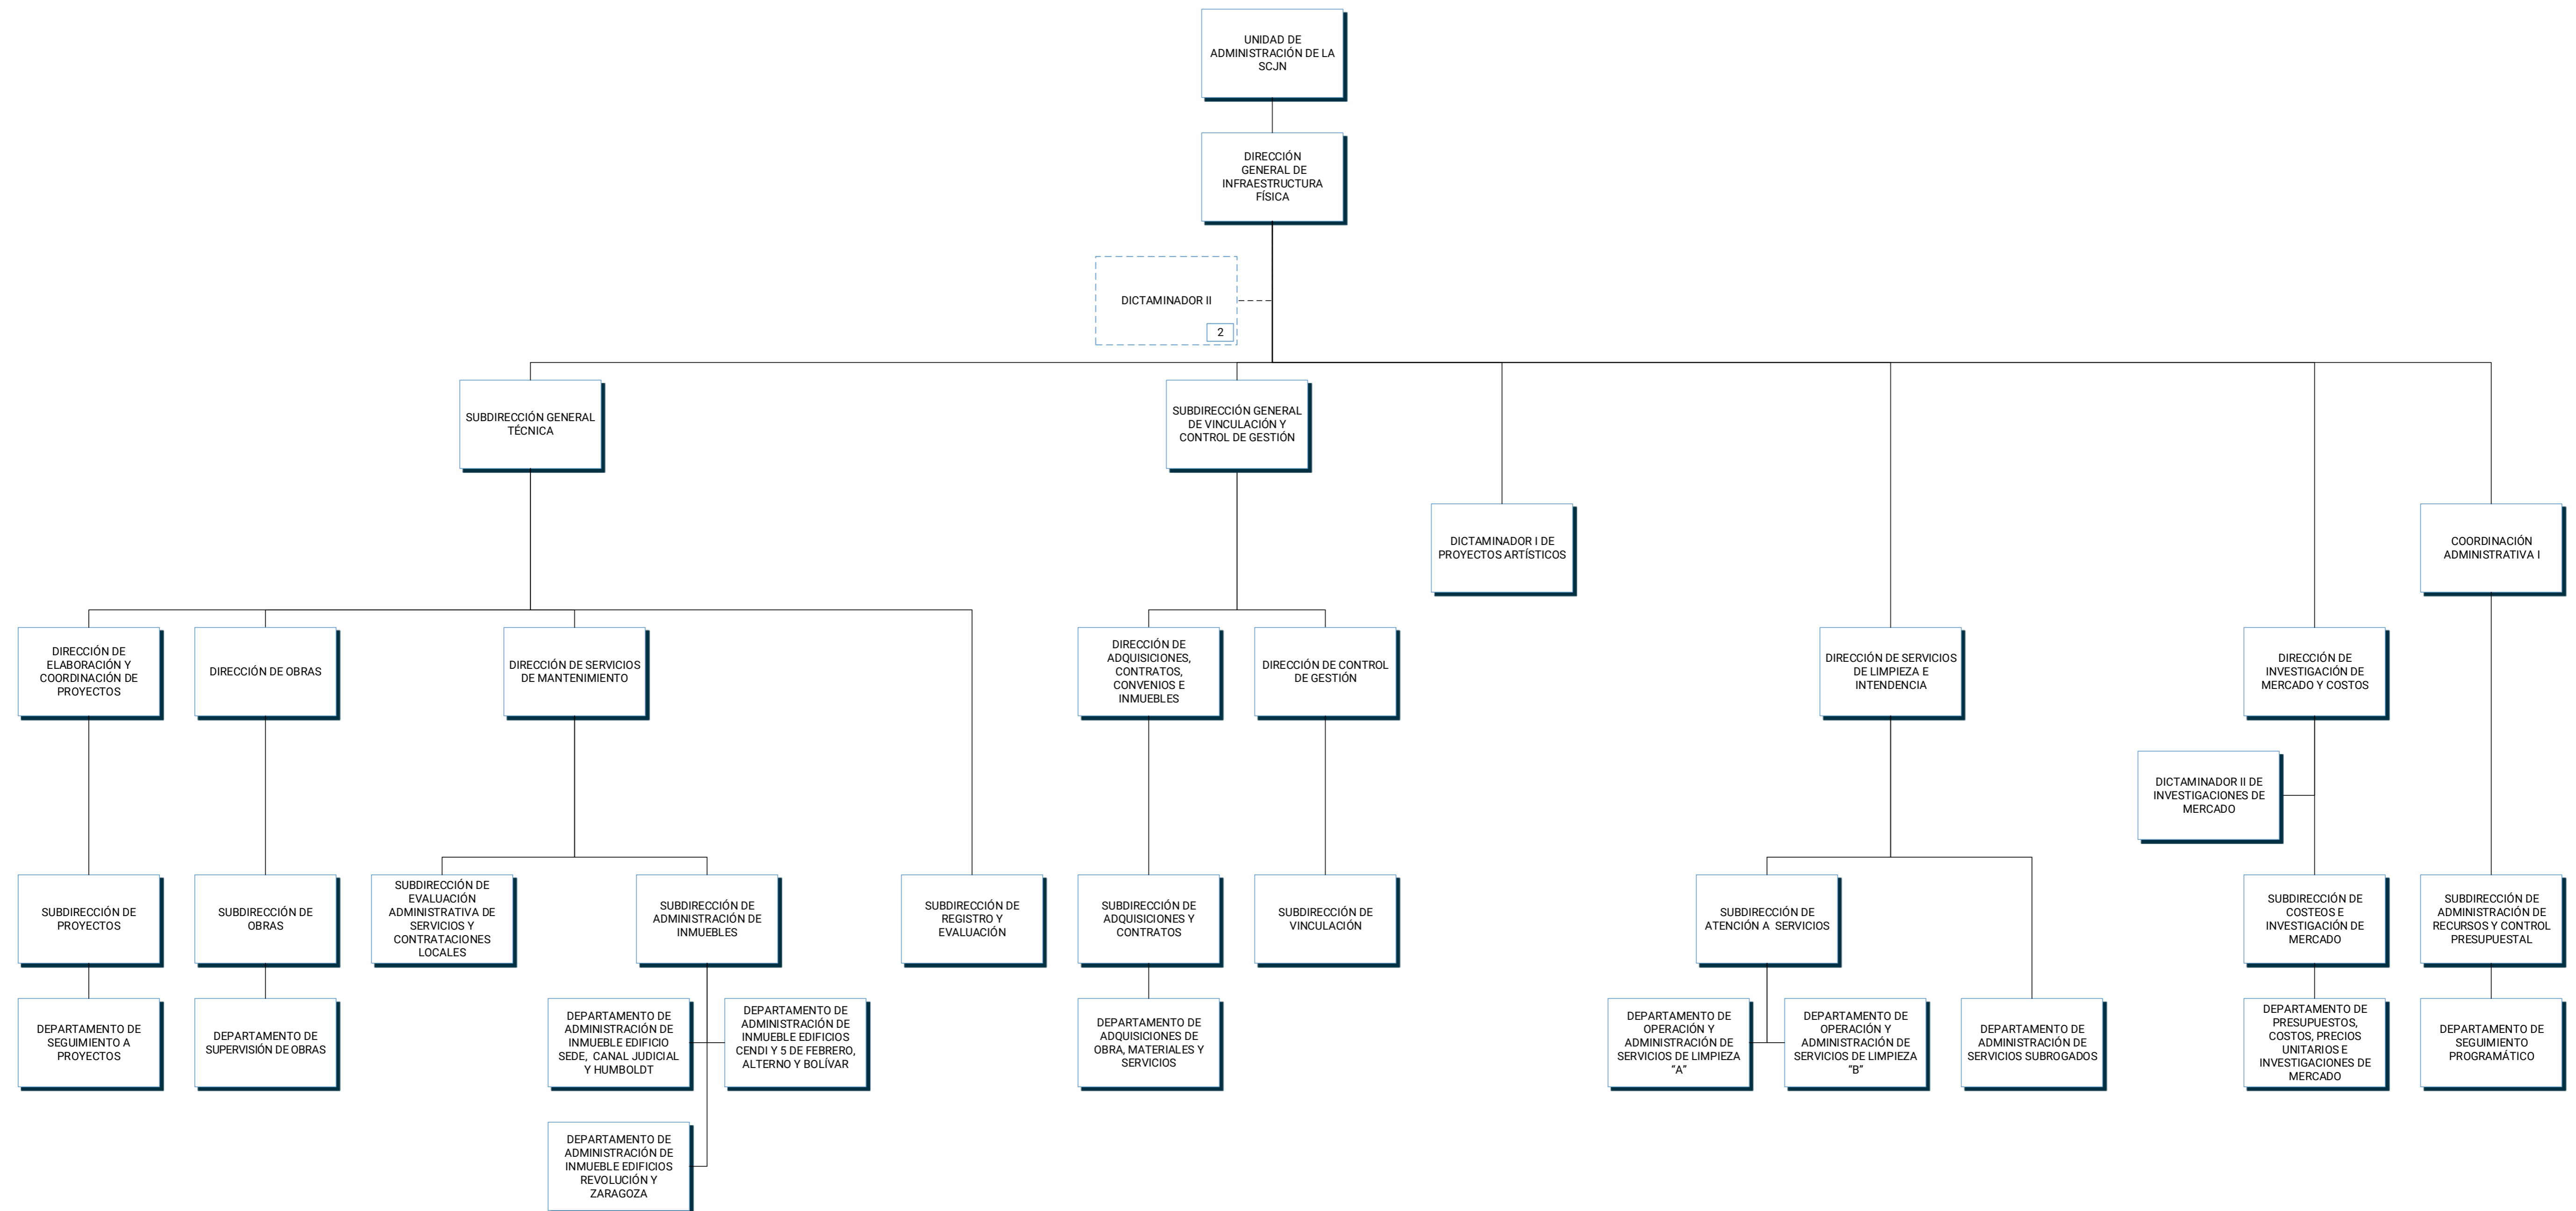 UNIDAD DE
ADMINISTRACIÓN DE LA
SCJN
DIRECCIÓN
GENERAL DE
INFRAESTRUCTURA
FÍSICA
DICTAMINADOR II
2
SUBDIRECCIÓN GENERAL
TÉCNICA
SUBDIRECCIÓN GENERAL
DE VINCULACIÓN Y
CONTROL DE GESTIÓN
DICTAMINADOR I DE
PROYECTOS ARTÍSTICOS
COORDINACIÓN
ADMINISTRATIVA I
DIRECCIÓN DE
ELABORACIÓN Y
COORDINACIÓN DE
PROYECTOS
DIRECCIÓN DE OBRAS
DIRECCIÓN DE SERVICIOS
DE MANTENIMIENTO
DIRECCIÓN DE
ADQUISICIONES,
CONTRATOS,
CONVENIOS E
INMUEBLES
DIRECCIÓN DE CONTROL
DE GESTIÓN
DIRECCIÓN DE SERVICIOS
DE LIMPIEZA E
INTENDENCIA
DIRECCIÓN DE
INVESTIGACIÓN DE
MERCADO Y COSTOS
DICTAMINADOR II DE
INVESTIGACIONES DE
MERCADO
SUBDIRECCIÓN DE
PROYECTOS
SUBDIRECCIÓN DE
OBRAS
SUBDIRECCIÓN DE
EVALUACIÓN
ADMINISTRATIVA DE
SERVICIOS Y
CONTRATACIONES
LOCALES
SUBDIRECCIÓN DE
ADMINISTRACIÓN DE
INMUEBLES
SUBDIRECCIÓN DE
REGISTRO Y
EVALUACIÓN
SUBDIRECCIÓN DE
ADQUISICIONES Y
CONTRATOS
SUBDIRECCIÓN DE
VINCULACIÓN
SUBDIRECCIÓN DE
ATENCIÓN A SERVICIOS
SUBDIRECCIÓN DE
COSTEOS E
INVESTIGACIÓN DE
MERCADO
SUBDIRECCIÓN DE
ADMINISTRACIÓN DE
RECURSOS Y CONTROL
PRESUPUESTAL
DEPARTAMENTO DE
SEGUIMIENTO A
PROYECTOS
DEPARTAMENTO DE
SUPERVISIÓN DE OBRAS
DEPARTAMENTO DE
ADMINISTRACIÓN DE
INMUEBLE EDIFICIO
SEDE, CANAL JUDICIAL
Y HUMBOLDT
DEPARTAMENTO DE
ADMINISTRACIÓN DE
INMUEBLE EDIFICIOS
CENDI Y 5 DE FEBRERO,
ALTERNO Y BOLÍVAR
DEPARTAMENTO DE
ADQUISICIONES DE
OBRA, MATERIALES Y
SERVICIOS
DEPARTAMENTO DE
OPERACIÓN Y
ADMINISTRACIÓN DE
SERVICIOS DE LIMPIEZA
“A”
DEPARTAMENTO DE
OPERACIÓN Y
ADMINISTRACIÓN DE
SERVICIOS DE LIMPIEZA
“B”
DEPARTAMENTO DE
ADMINISTRACIÓN DE
SERVICIOS SUBROGADOS
DEPARTAMENTO DE
PRESUPUESTOS,
COSTOS, PRECIOS
UNITARIOS E
INVESTIGACIONES DE
MERCADO
DEPARTAMENTO DE
SEGUIMIENTO
PROGRAMÁTICO
DEPARTAMENTO DE
ADMINISTRACIÓN DE
INMUEBLE EDIFICIOS
REVOLUCIÓN Y
ZARAGOZA